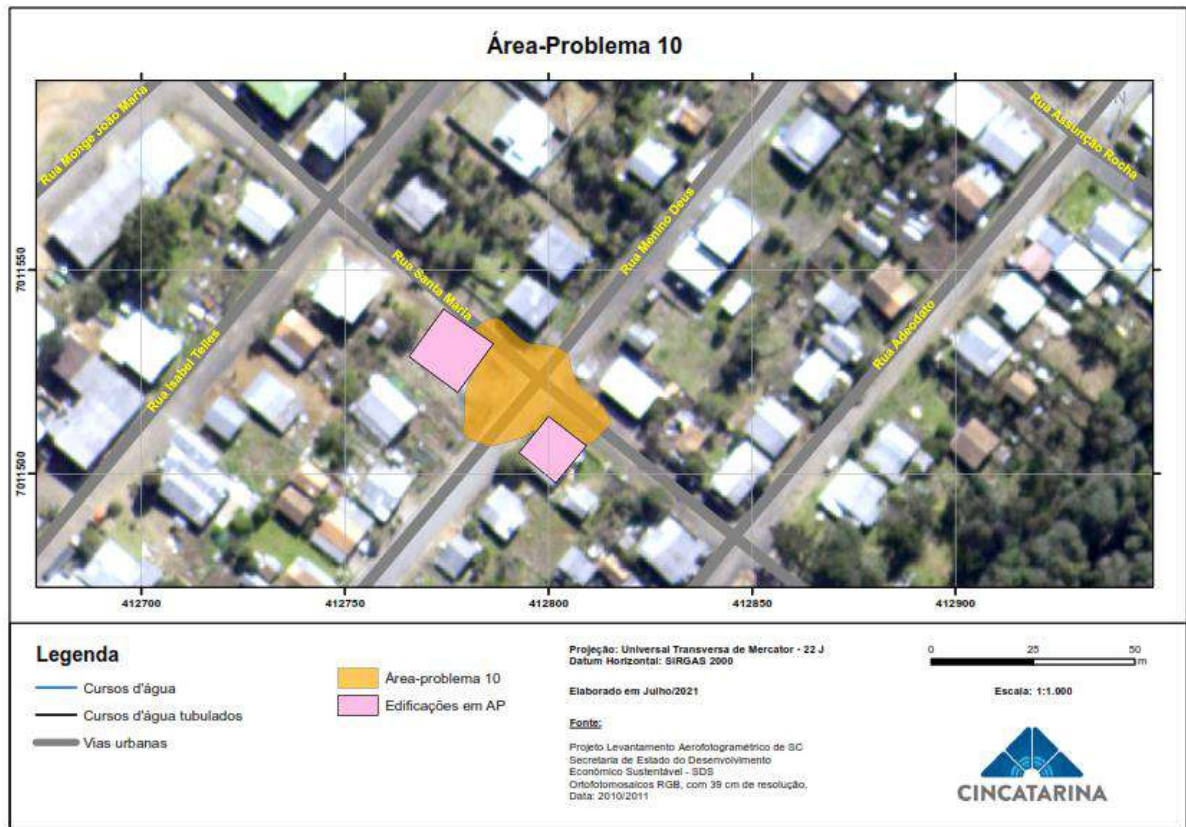 Área-Problema 10
Rua Monge João Maria
Rua Assunção Rocha
N
Rua Menino Deus
Rua Santa Maria
Rua Adeodato
Rua Isabel Telles
7011550
7011500
412700
412750
412800
412850
412900
Legenda
Cursos d'água
Cursos d'água tubulados
Vias urbanas
Área-problema 10
Edificações em AP
Projeção: Universal Transversa de Mercator - 22 J
Datum Horizontal: SIRGAS 2000
Elaborado em Julho/2021
Fonte:
Projeto Levantamento Aerofotogramétrico de SC
Secretaria de Estado do Desenvolvimento
Econômico Sustentável - SDS
Ortofotomosaicos RGB, com 39 cm de resolução.
Data: 2010/2011
0 25 50
m
Escala: 1:1.000
CINCATARINA